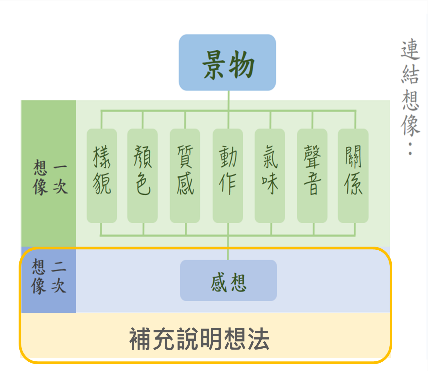 連結想像：
景物
一次想像
樣貌
顏色
質感
動作
氣味
聲音
關係
二次想像
感想
補充說明想法